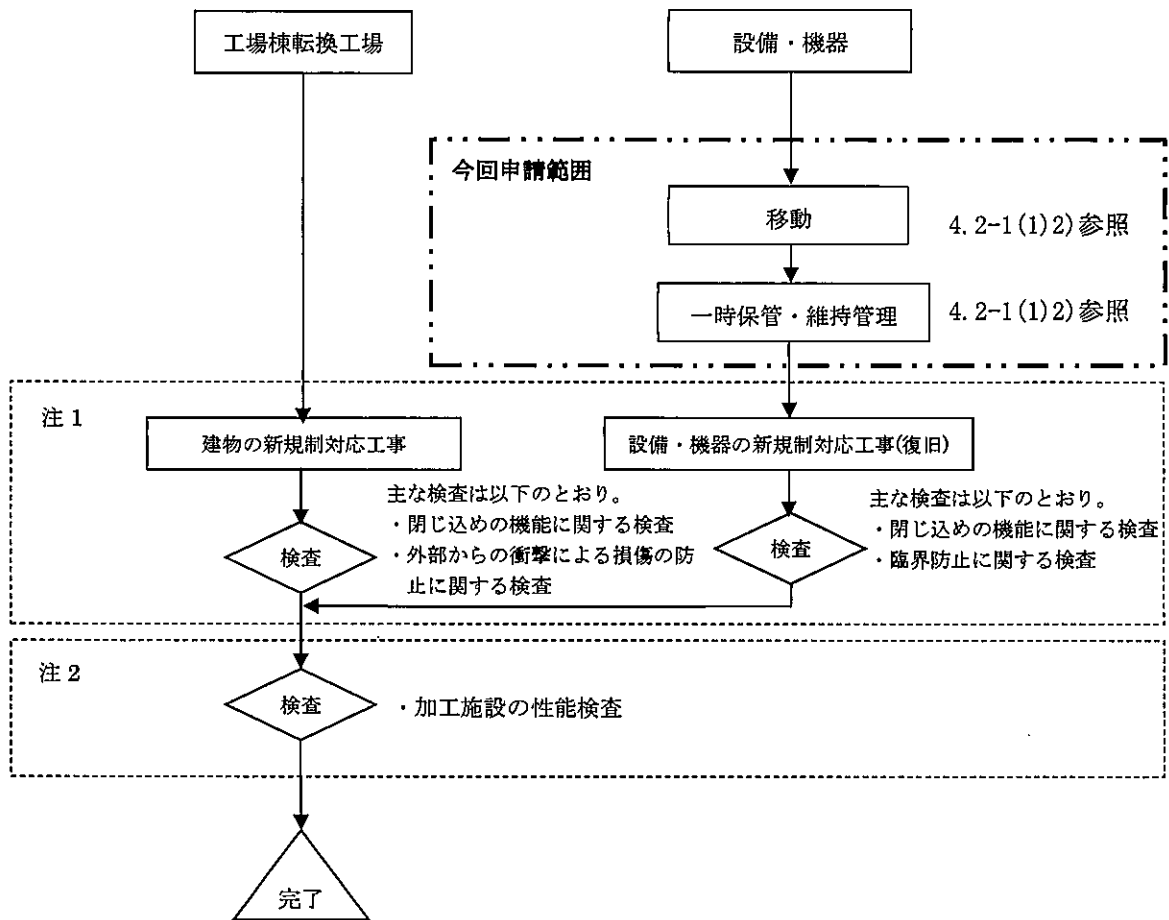 工場棟転換工場
設備・機器
今回申請範囲
移動
4.2-1(1)2)参照
一時保管・維持管理
4.2-1(1)2)参照
注1
建物の新規制対応工事
設備・機器の新規制対応工事(復旧)
主な検査は以下のとおり。
・閉じ込めの機能に関する検査
・外部からの衝撃による損傷の防
止に関する検査
検査
主な検査は以下のとおり。
・閉じ込めの機能に関する検査
・臨界防止に関する検査
検査
注2
検査
・加工施設の性能検査
完了